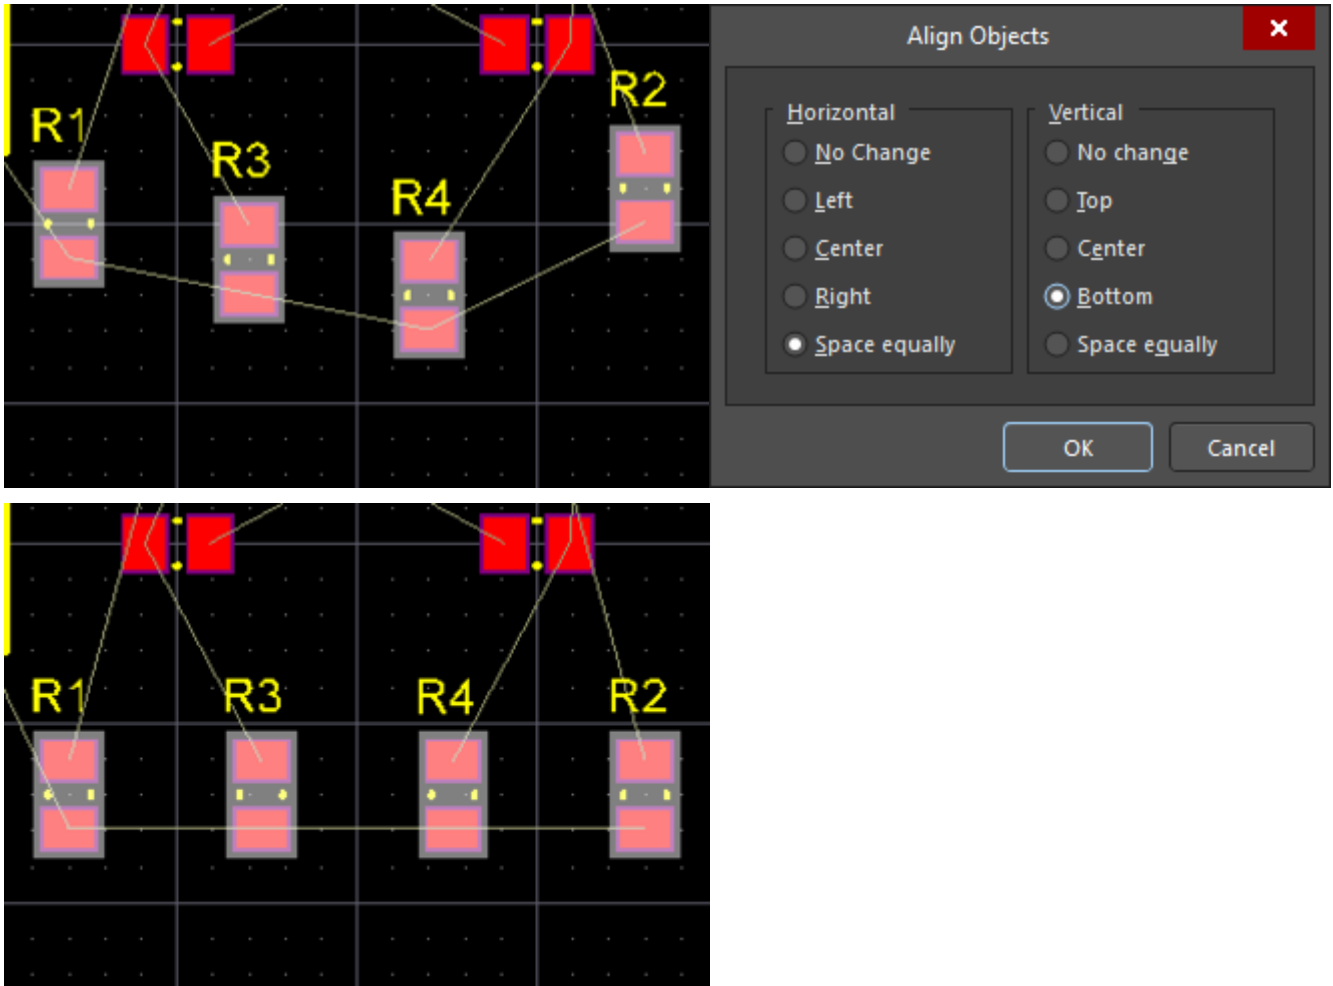 R1
R3
R4
R2
Align Objects
Horizontal
No Change
Left
Center
Right
Space equally
Vertical
No change
Top
Center
Bottom
Space equally
OK
Cancel
R1
R3
R4
R2